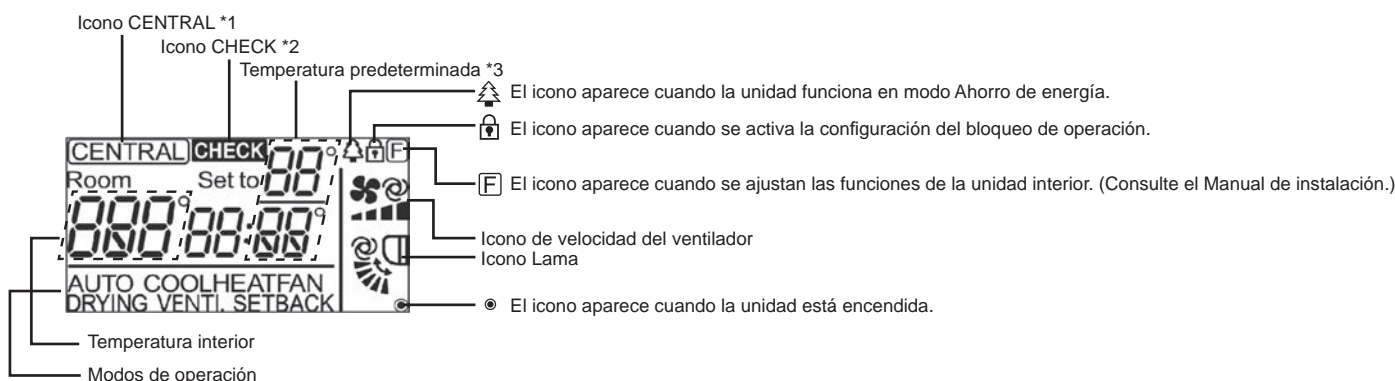 Icono CENTRAL *1
Icono CHECK *2
Temperatura predeterminada *3
El icono aparece cuando la unidad funciona en modo Ahorro de energía.
El icono aparece cuando se activa la configuración del bloqueo de operación.
CENTRAL CHECK 88° F
Room Set to
F El icono aparece cuando se ajustan las funciones de la unidad interior. (Consulte el Manual de instalación.)
888° 88:88°
Icono de velocidad del ventilador
Icono Lama
AUTO COOLHEATFAN
DRYING VENTI. SETBACK
El icono aparece cuando la unidad está encendida.
Temperatura interior
Modos de operación